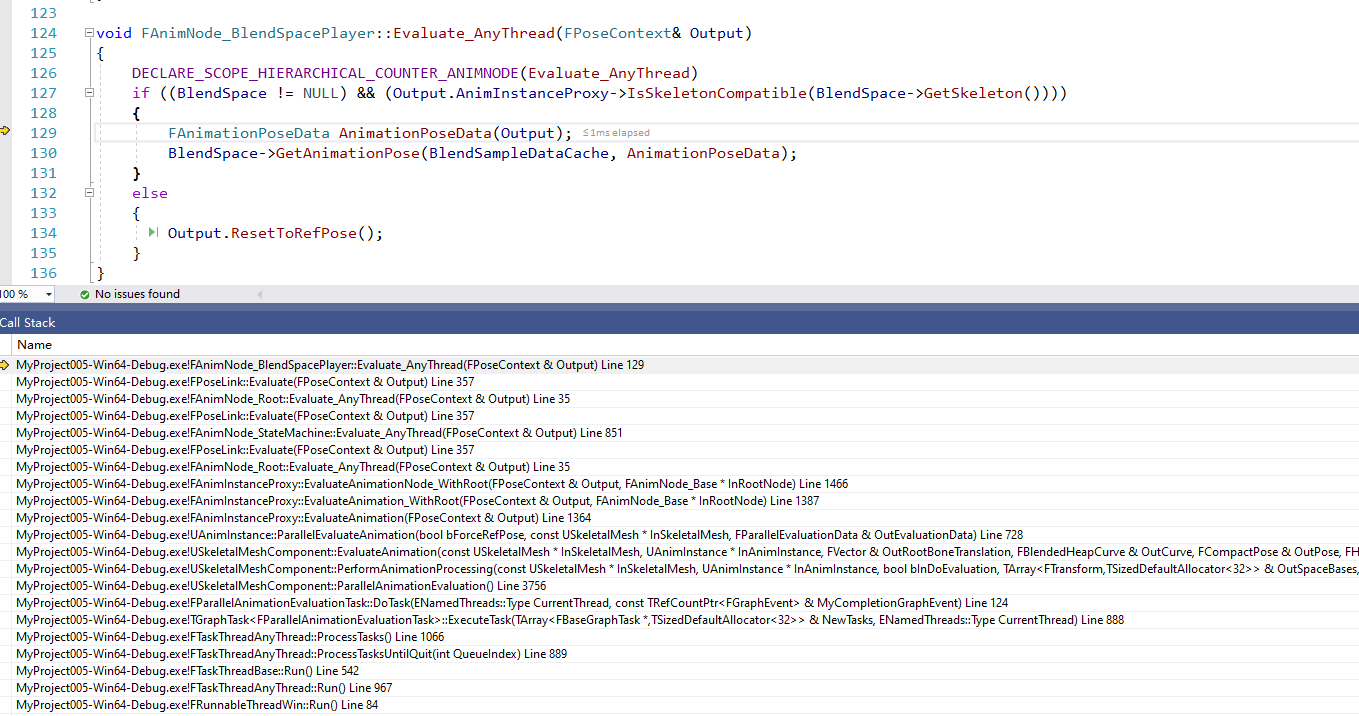 123
124 void FAnimNode_BlendSpacePlayer::Evaluate_AnyThread(FPoseContext& Output)
125 {
126 DECLARE_SCOPE_HIERARCHICAL_COUNTER_ANIMNODE(Evaluate_AnyThread)
127 if ((BlendSpace != NULL) && (Output.AnimInstanceProxy->IsSkeletonCompatible(BlendSpace->GetSkeleton())))
128 {
129 FAnimationPoseData AnimationPoseData(Output); ≤1ms elapsed
130 BlendSpace->GetAnimationPose(BlendSampleDataCache, AnimationPoseData);
131 }
132 else
133 {
134 Output.ResetToRefPose();
135 }
136 }
100 % No issues found
Call Stack
Name
MyProject005-Win64-Debug.exe!FAnimNode_BlendSpacePlayer::Evaluate_AnyThread(FPoseContext & Output) Line 129
MyProject005-Win64-Debug.exe!FPoseLink::Evaluate(FPoseContext & Output) Line 357
MyProject005-Win64-Debug.exe!FAnimNode_Root::Evaluate_AnyThread(FPoseContext & Output) Line 35
MyProject005-Win64-Debug.exe!FPoseLink::Evaluate(FPoseContext & Output) Line 357
MyProject005-Win64-Debug.exe!FAnimNode_StateMachine::Evaluate_AnyThread(FPoseContext & Output) Line 851
MyProject005-Win64-Debug.exe!FPoseLink::Evaluate(FPoseContext & Output) Line 357
MyProject005-Win64-Debug.exe!FAnimNode_Root::Evaluate_AnyThread(FPoseContext & Output) Line 35
MyProject005-Win64-Debug.exe!FAnimInstanceProxy::EvaluateAnimationNode_WithRoot(FPoseContext & Output, FAnimNode_Base * InRootNode) Line 1466
MyProject005-Win64-Debug.exe!FAnimInstanceProxy::EvaluateAnimation_WithRoot(FPoseContext & Output, FAnimNode_Base * InRootNode) Line 1387
MyProject005-Win64-Debug.exe!FAnimInstanceProxy::EvaluateAnimation(FPoseContext & Output) Line 1364
MyProject005-Win64-Debug.exe!UAnimInstance::ParallelEvaluateAnimation(bool bForceRefPose, const USkeletalMesh * InSkeletalMesh, FParallelEvaluationData & OutEvaluationData) Line 728
MyProject005-Win64-Debug.exe!USkeletalMeshComponent::EvaluateAnimation(const USkeletalMesh * InSkeletalMesh, UAnimInstance * InAnimInstance, FVector & OutRootBoneTranslation, FBlendedHeapCurve & OutCurve, FCompactPose & OutPose, FH
MyProject005-Win64-Debug.exe!USkeletalMeshComponent::PerformAnimationProcessing(const USkeletalMesh * InSkeletalMesh, UAnimInstance * InAnimInstance, bool bInDoEvaluation, TArray<FTransform,TSizedDefaultAllocator<32>> & OutSpaceBases,
MyProject005-Win64-Debug.exe!USkeletalMeshComponent::ParallelAnimationEvaluation() Line 3756
MyProject005-Win64-Debug.exe!FParallelAnimationEvaluationTask::DoTask(ENamedThreads::Type CurrentThread, const TRefCountPtr<FGraphEvent> & MyCompletionGraphEvent) Line 124
MyProject005-Win64-Debug.exe!TGraphTask<FParallelAnimationEvaluationTask>::ExecuteTask(TArray<FBaseGraphTask *,TSizedDefaultAllocator<32>> & NewTasks, ENamedThreads::Type CurrentThread) Line 888
MyProject005-Win64-Debug.exe!FTaskThreadAnyThread::ProcessTasks() Line 1066
MyProject005-Win64-Debug.exe!FTaskThreadAnyThread::ProcessTasksUntilQuit(int QueueIndex) Line 889
MyProject005-Win64-Debug.exe!FTaskThreadBase::Run() Line 542
MyProject005-Win64-Debug.exe!FTaskThreadAnyThread::Run() Line 967
MyProject005-Win64-Debug.exe!FRunnableThreadWin::Run() Line 84